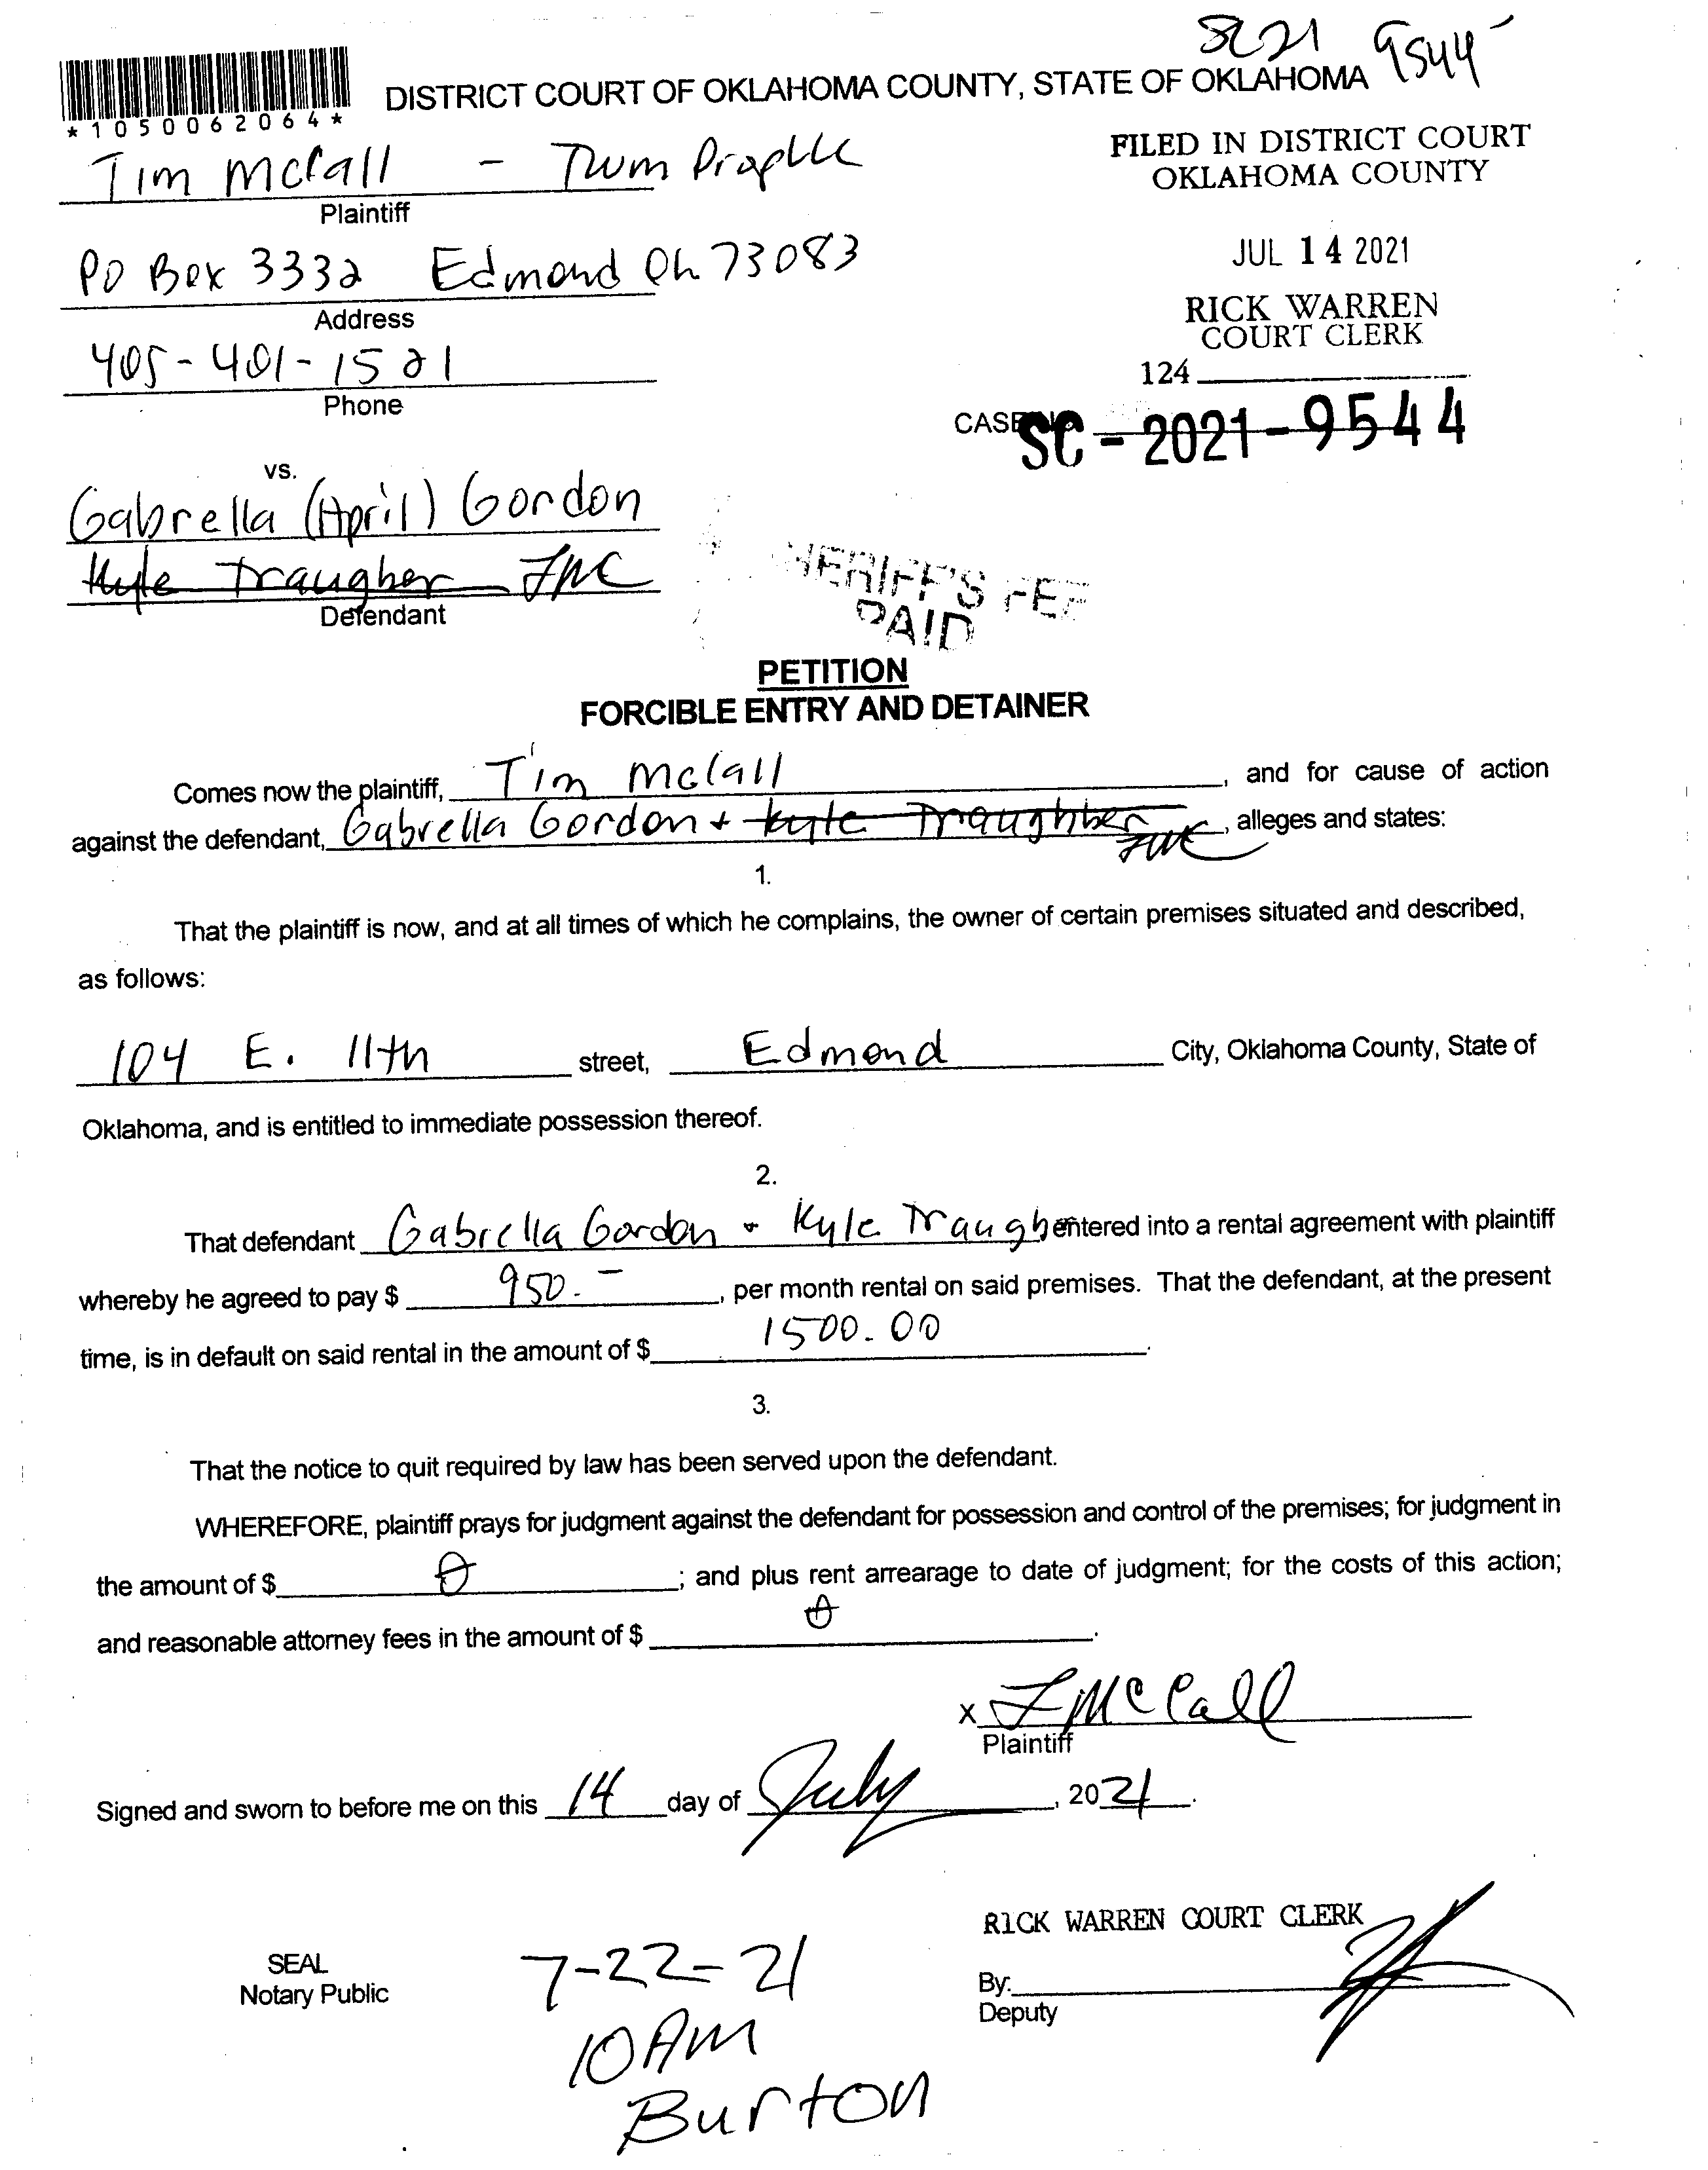 SC21 9544
DISTRICT COURT OF OKLAHOMA COUNTY, STATE OF OKLAHOMA
*1050062064*
FILED IN DISTRICT COURT
OKLAHOMA COUNTY
Tim McCall - TWM Prop LLC
Plaintiff
JUL 14 2021
PO Box 3332 Edmond Ok 73083
Address
RICK WARREN
COURT CLERK
405-401-1521
Phone
124
CASE NO. SC-2021-9544
vs.
Gabrella (April) Gordon
Kyle Traugher
Defendant
SHERIFF'S FEE
PAID
PETITION
FORCIBLE ENTRY AND DETAINER
Comes now the plaintiff, Tim McCall, and for cause of action
against the defendant, Gabrella Gordon + Kyle Traughber, alleges and states:
1.
That the plaintiff is now, and at all times of which he complains, the owner of certain premises situated and described,
as follows:
104 E. 11th street, Edmond City, Oklahoma County, State of
Oklahoma, and is entitled to immediate possession thereof.
2.
That defendant Gabrella Gordon + Kyle Traughber entered into a rental agreement with plaintiff
whereby he agreed to pay $ 950.-, per month rental on said premises. That the defendant, at the present
time, is in default on said rental in the amount of $ 1500.00.
3.
That the notice to quit required by law has been served upon the defendant.
WHEREFORE, plaintiff prays for judgment against the defendant for possession and control of the premises; for judgment in
the amount of $ 0; and plus rent arrearage to date of judgment; for the costs of this action;
and reasonable attorney fees in the amount of $ 0.
x TMcCall
Plaintiff
Signed and sworn to before me on this 14 day of July, 2021.
RICK WARREN COURT CLERK
SEAL
Notary Public
By:
Deputy
7-22-21
10 AM
Burton